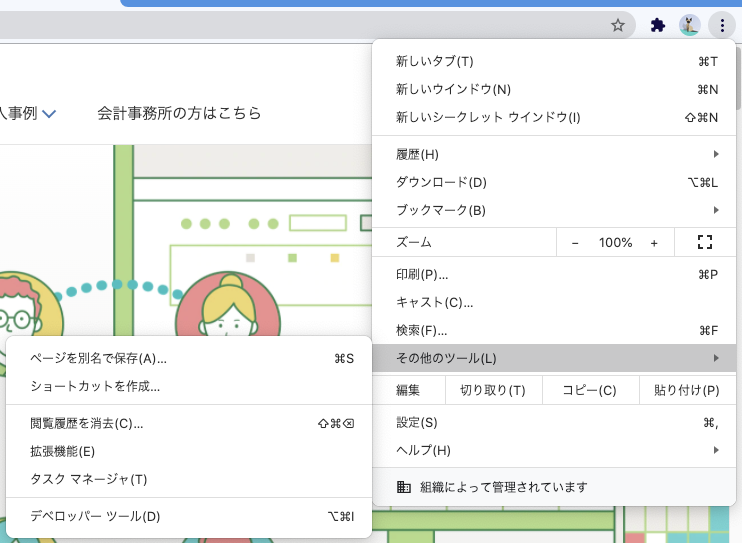 人事例
会計事務所の方はこちら
新しいタブ(T) ⌘T
新しいウインドウ(N) ⌘N
新しいシークレット ウインドウ(I) ⇧⌘N
履歴(H)
ダウンロード(D) ⌥⌘L
ブックマーク(B)
ズーム − 100% +
印刷(P)... ⌘P
キャスト(C)...
検索(F)... ⌘F
その他のツール(L)
編集 切り取り(T) コピー(C) 貼り付け(P)
設定(S) ⌘,
ヘルプ(H)
組織によって管理されています
ページを別名で保存(A)... ⌘S
ショートカットを作成...
閲覧履歴を消去(C)... ⇧⌘⌫
拡張機能(E)
タスク マネージャ(T)
デベロッパー ツール(D) ⌥⌘I